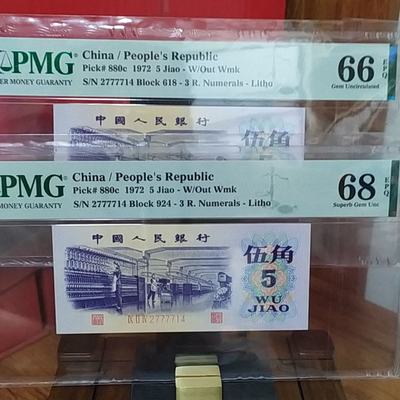 PMG
ER MONEY GUARANTY
China / People's Republic
Pick# 880c 1972 5 Jiao - W/Out Wmk
S/N 2777714 Block 618 - 3 R. Numerals - Litho
66 EPQ
Gem Uncirculated
中国人民银行
伍角
PMG
MONEY GUARANTY
China / People's Republic
Pick# 880c 1972 5 Jiao - W/Out Wmk
S/N 2777714 Block 924 - 3 R. Numerals - Litho
68 EPQ
Superb Gem Unc
中国人民银行
伍角
5
WU
JIAO
2777714